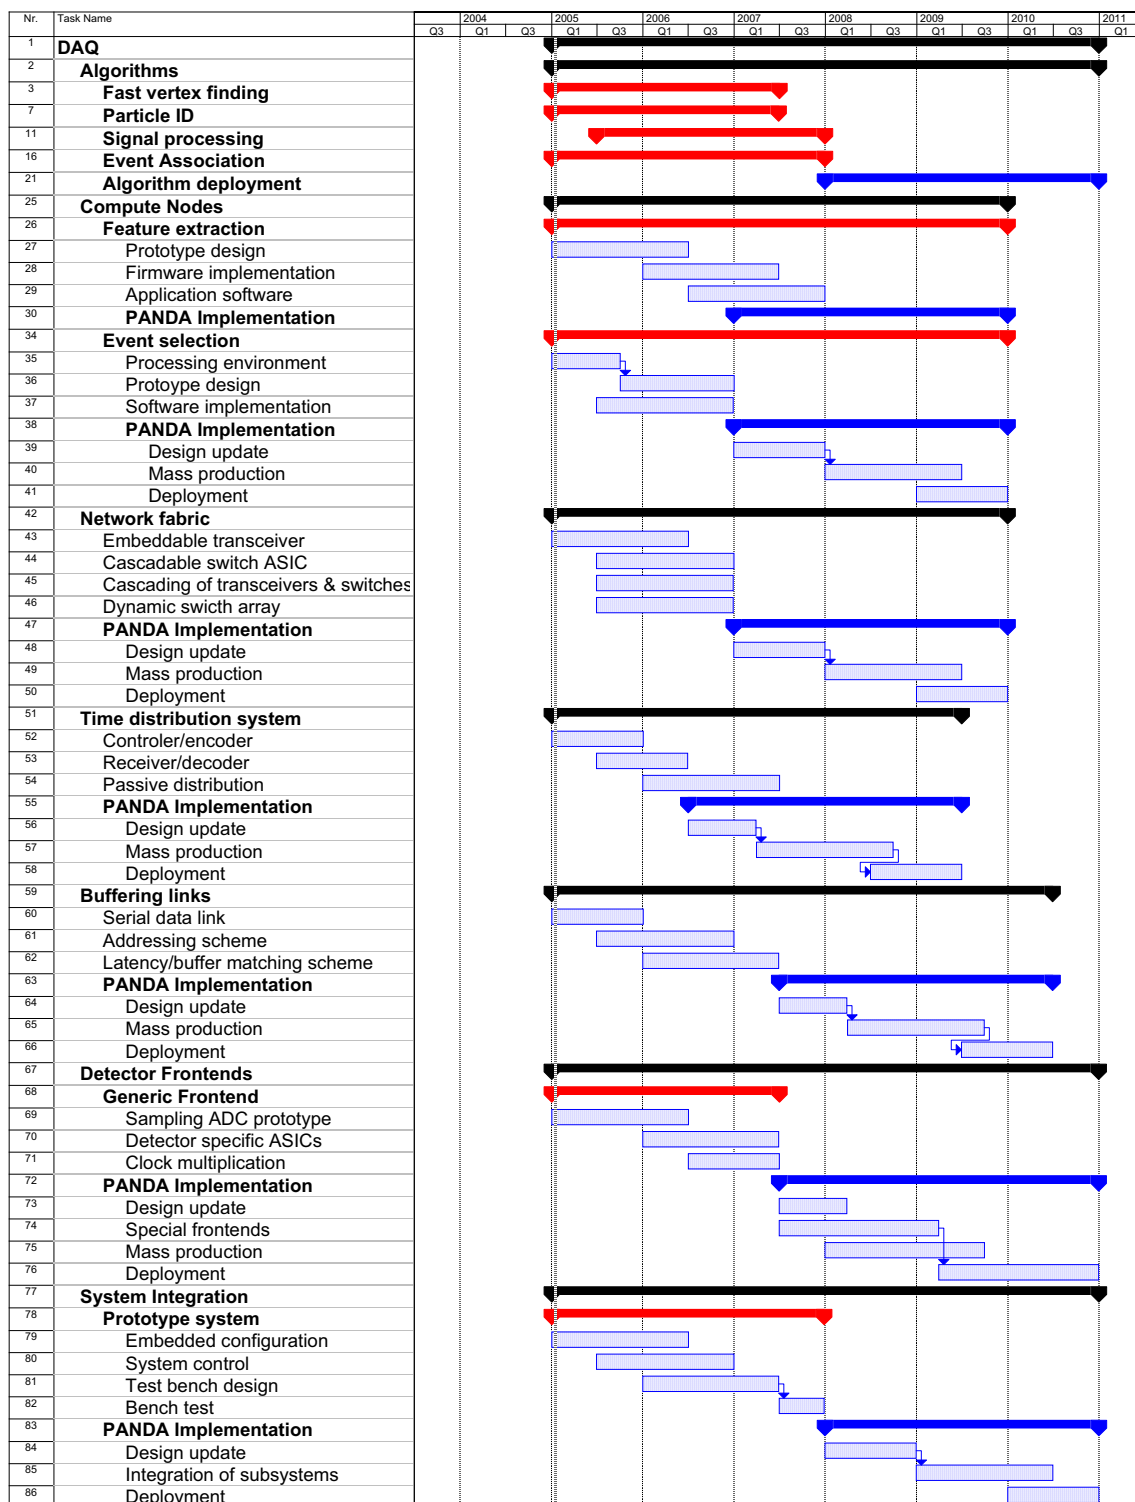 Nr. Task Name 2004 2005 2006 2007 2008 2009 2010 2011
Q3 Q1 Q3 Q1 Q3 Q1 Q3 Q1 Q3 Q1 Q3 Q1 Q3 Q1 Q3 Q1
1 DAQ
2 Algorithms
3 Fast vertex finding
7 Particle ID
11 Signal processing
16 Event Association
21 Algorithm deployment
25 Compute Nodes
26 Feature extraction
27 Prototype design
28 Firmware implementation
29 Application software
30 PANDA Implementation
34 Event selection
35 Processing environment
36 Protoype design
37 Software implementation
38 PANDA Implementation
39 Design update
40 Mass production
41 Deployment
42 Network fabric
43 Embeddable transceiver
44 Cascadable switch ASIC
45 Cascading of transceivers & switches
46 Dynamic swicth array
47 PANDA Implementation
48 Design update
49 Mass production
50 Deployment
51 Time distribution system
52 Controler/encoder
53 Receiver/decoder
54 Passive distribution
55 PANDA Implementation
56 Design update
57 Mass production
58 Deployment
59 Buffering links
60 Serial data link
61 Addressing scheme
62 Latency/buffer matching scheme
63 PANDA Implementation
64 Design update
65 Mass production
66 Deployment
67 Detector Frontends
68 Generic Frontend
69 Sampling ADC prototype
70 Detector specific ASICs
71 Clock multiplication
72 PANDA Implementation
73 Design update
74 Special frontends
75 Mass production
76 Deployment
77 System Integration
78 Prototype system
79 Embedded configuration
80 System control
81 Test bench design
82 Bench test
83 PANDA Implementation
84 Design update
85 Integration of subsystems
86 Deployment